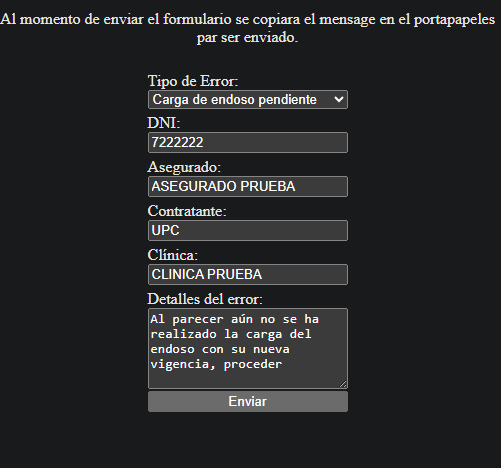 Al momento de enviar el formulario se copiara el mensage en el portapapeles
par ser enviado.
Tipo de Error:
Carga de endoso pendiente
DNI:
7222222
Asegurado:
ASEGURADO PRUEBA
Contratante:
UPC
Clínica:
CLINICA PRUEBA
Detalles del error:
Al parecer aún no se ha
realizado la carga del
endoso con su nueva
vigencia, proceder
Enviar